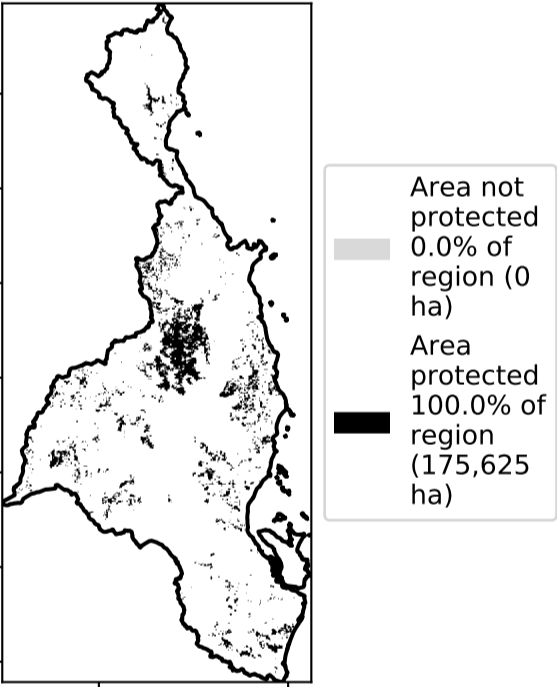 Area not
protected
0.0% of
region (0
ha)
Area
protected
100.0% of
region
(175,625
ha)